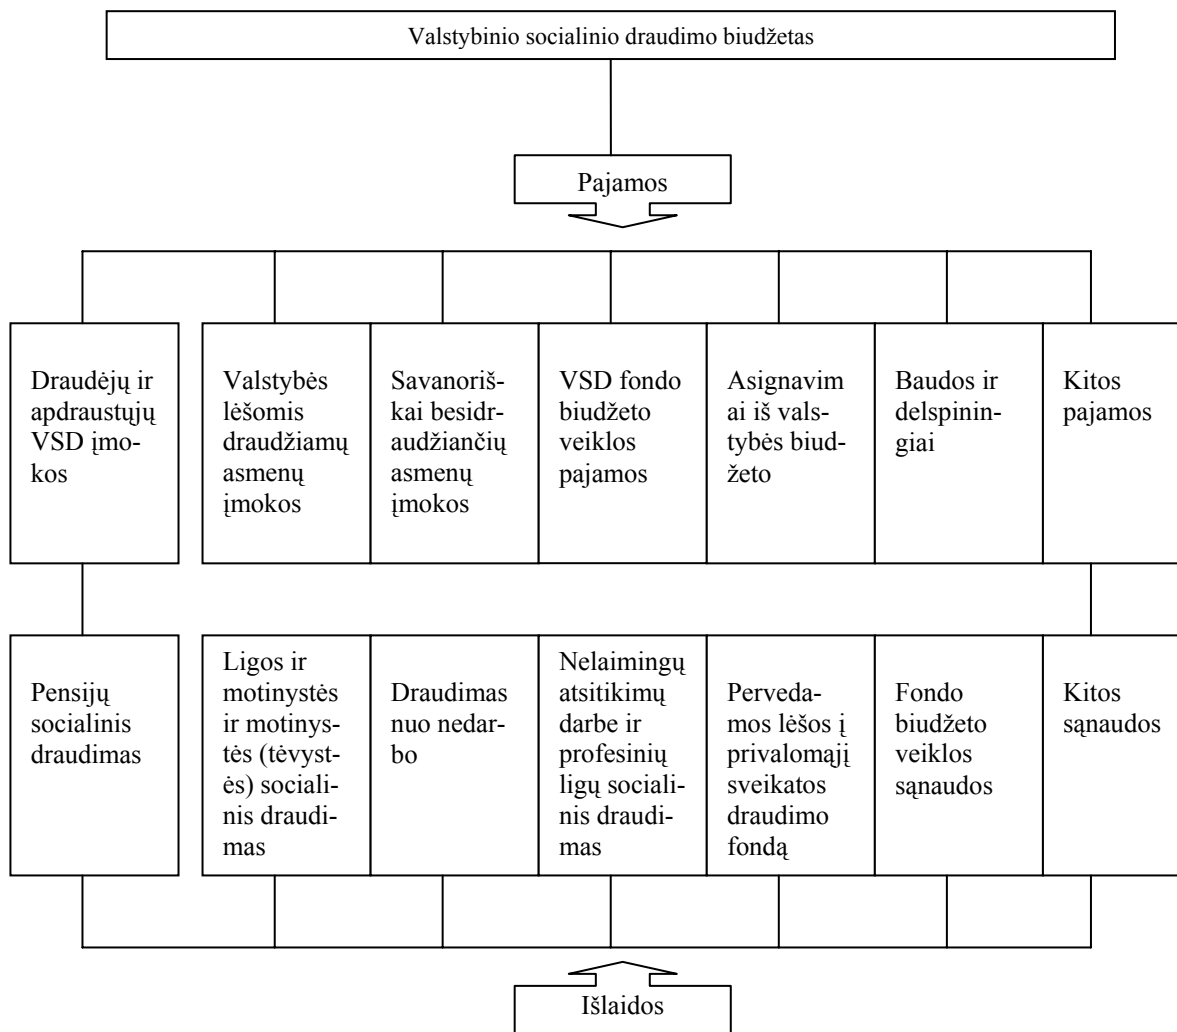 Valstybinio socialinio draudimo biudžetas
Pajamos
Draudėjų ir
apdraustųjų
VSD įmo-
kos
Valstybės
lėšomis
draudžiamų
asmenų
įmokos
Savanoriš-
kai besidr-
audžiančių
asmenų
įmokos
VSD fondo
biudžeto
veiklos
pajamos
Asignavim
ai iš vals-
tybės biud-
žeto
Baudos ir
delspinin-
giai
Kitos
pajamos
Pensijų
socialinis
draudimas
Ligos ir
motinystės
ir motinys-
tės (tėvyst-
ės) sociali-
nis draudi-
mas
Draudimas
nuo nedar-
bo
Nelaimingų
atsitikimų
darbe ir
profesinių
ligų sociali-
nis draudi-
mas
Perveda-
mos lėšos į
privalomąjį
sveikatos
draudimo
fondą
Fondo
biudžeto
veiklos
sąnaudos
Kitos
sąnaudos
Išlaidos